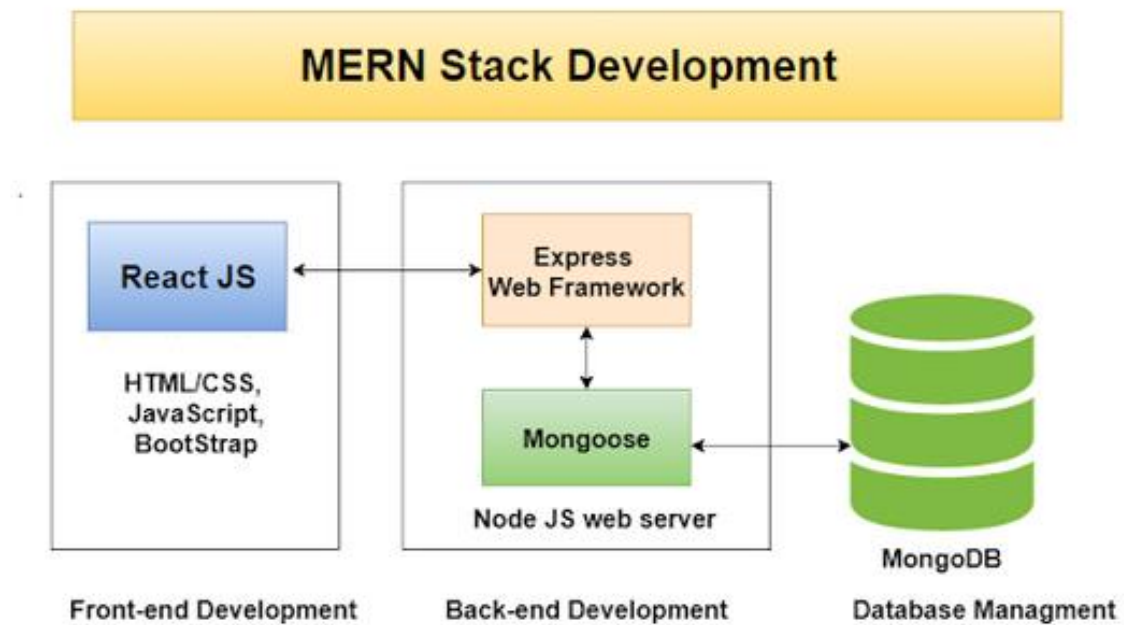 MERN Stack Development
React JS
HTML/CSS,
JavaScript,
BootStrap
Front-end Development
Express
Web Framework
Mongoose
Node JS web server
Back-end Development
MongoDB
Database Managment